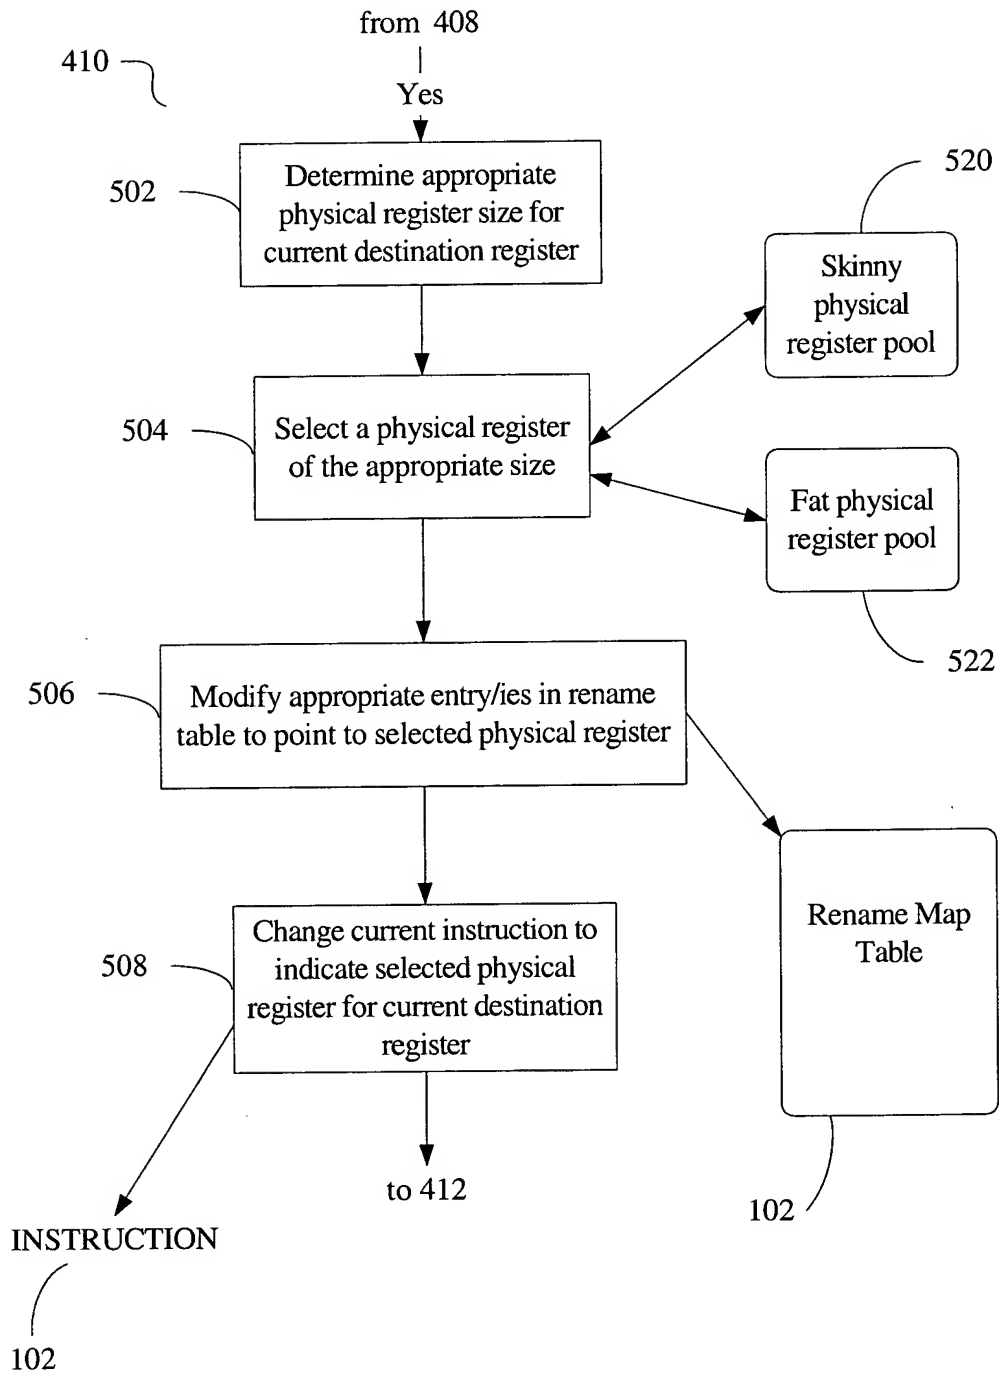 from 408
410
Yes
520
502
Determine appropriate
physical register size for
current destination register
Skinny
physical
register pool
504
Select a physical register
of the appropriate size
Fat physical
register pool
522
506
Modify appropriate entry/ies in rename
table to point to selected physical register
Rename Map
Table
508
Change current instruction to
indicate selected physical
register for current destination
register
to 412
102
INSTRUCTION
102